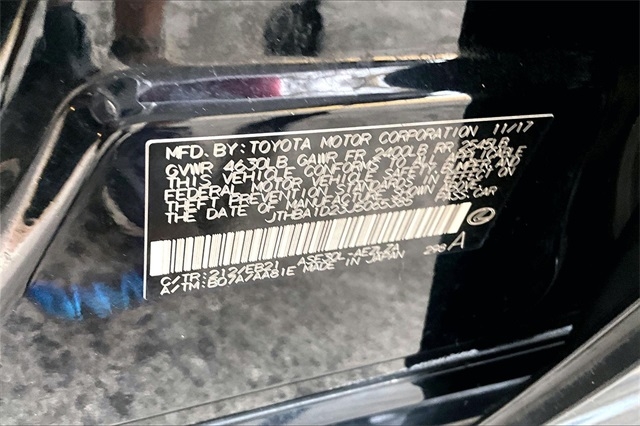 MFD. BY: TOYOTA MOTOR CORPORATION 11/17
GVWR 4630LB GAWR FR 2400LB RR 2545LB
THIS VEHICLE CONFORMS TO ALL APPLICABLE
FEDERAL MOTOR VEHICLE SAFETY BUMPER AND
THEFT PREVENTION STANDARDS IN EFFECT ON
THE DATE OF MANUFACTURE SHOWN ABOVE.
PASS CAR
C/TR: 212/EB21 ASE30L-AEZLZA
A/TM: B07A/AA81E MADE IN JAPAN 298 A